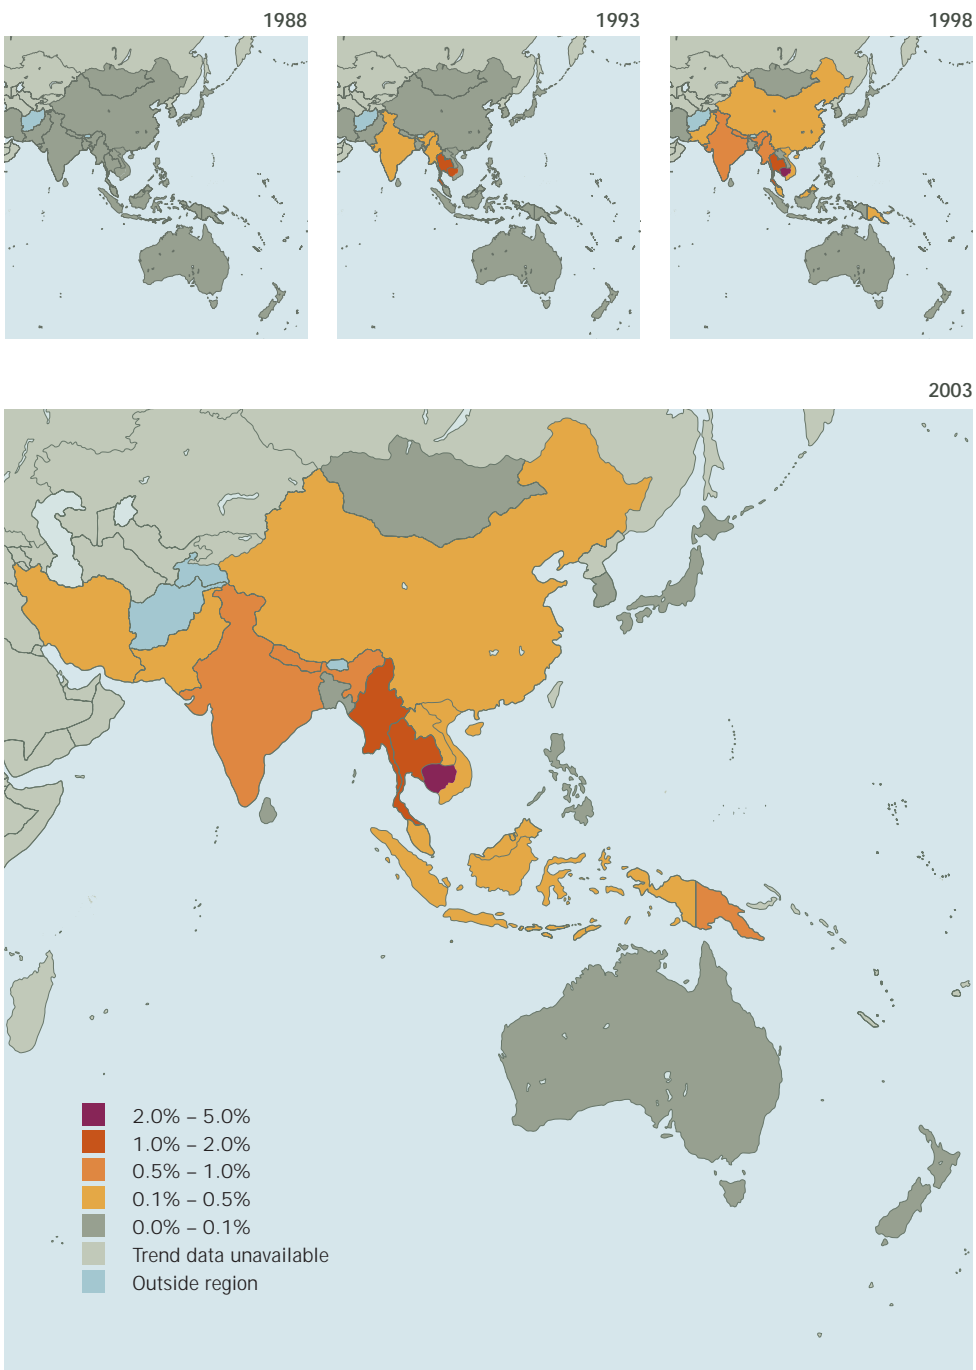 1988
1993
1998
2003
2.0% – 5.0%
1.0% – 2.0%
0.5% – 1.0%
0.1% – 0.5%
0.0% – 0.1%
Trend data unavailable
Outside region